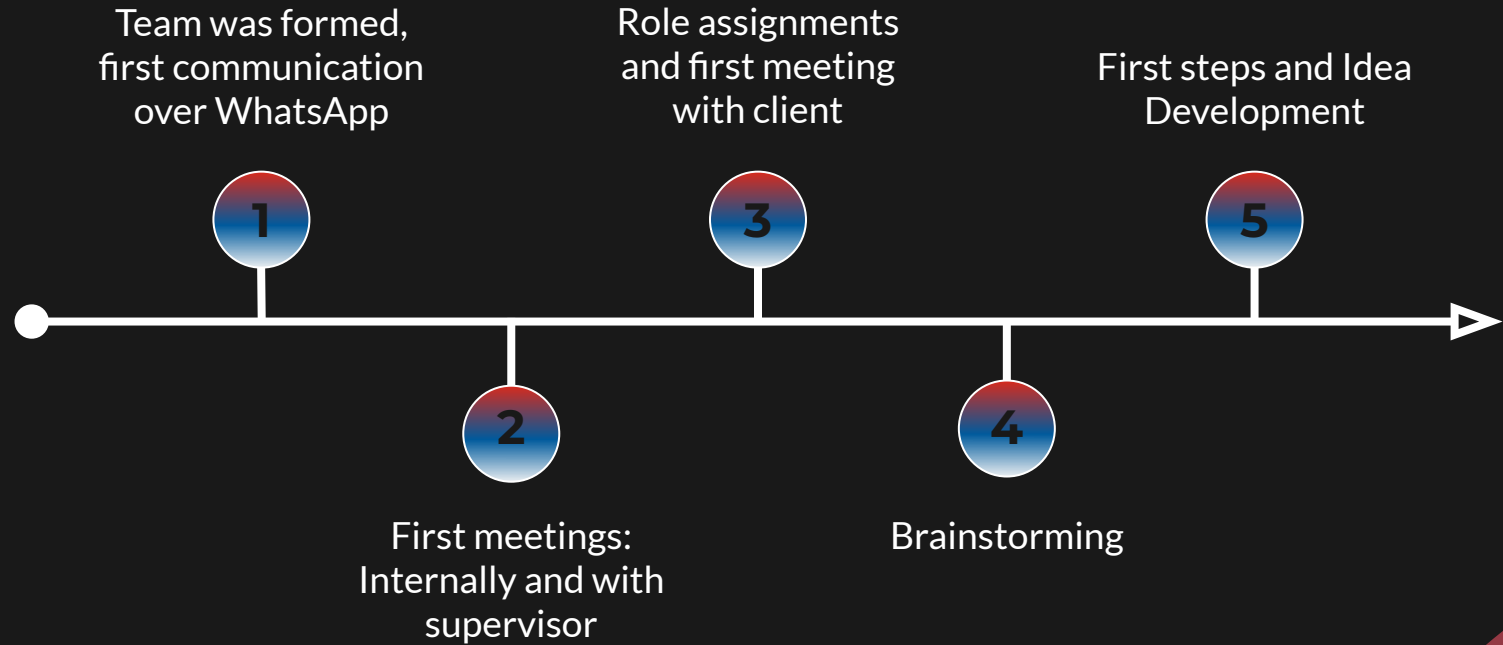 Team was formed,
first communication
over WhatsApp
1
First meetings:
Internally and with
supervisor
2
Role assignments
and first meeting
with client
3
Brainstorming
4
First steps and Idea
Development
5